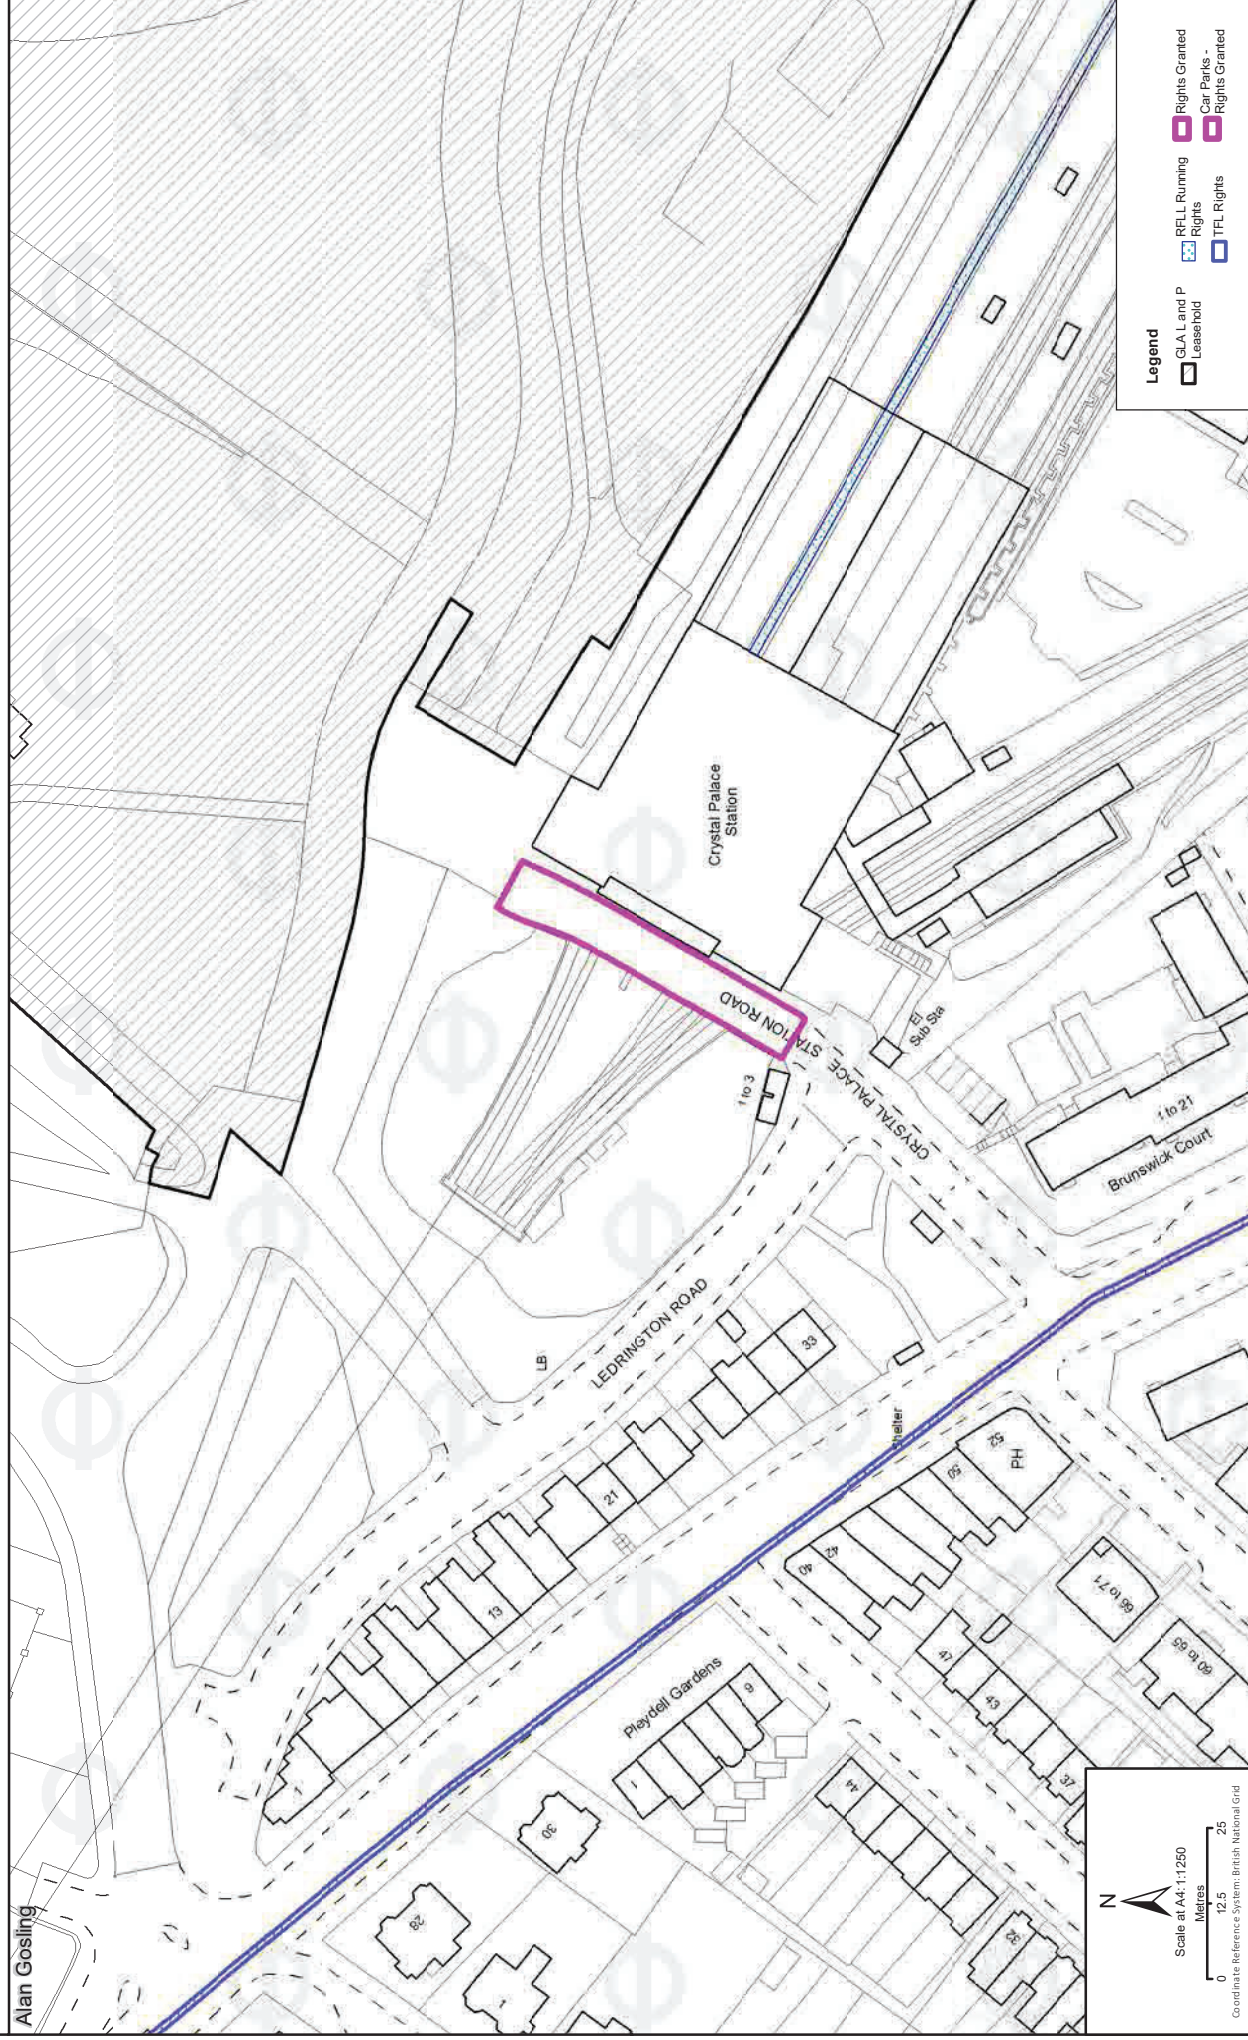 Alan Gosling
Crystal Palace
Station
CRYSTAL PALACE STATION ROAD
1 to 3
El
Sub Sta
1 to 21
Brunswick Court
LEDRINGTON ROAD
LB
33
21
13
1
Shelter
52
PH
50
42
40
66 to 71
60 to 65
47
43
37
Pleydell Gardens
9
1
44
32
30
28
1
Legend
GLA L and P
Leasehold
RFLL Running
Rights
TFL Rights
Rights Granted
Car Parks -
Rights Granted
N
Scale at A4: 1:1250
Metres
0 12.5 25
Coordinate Reference System: British National Grid